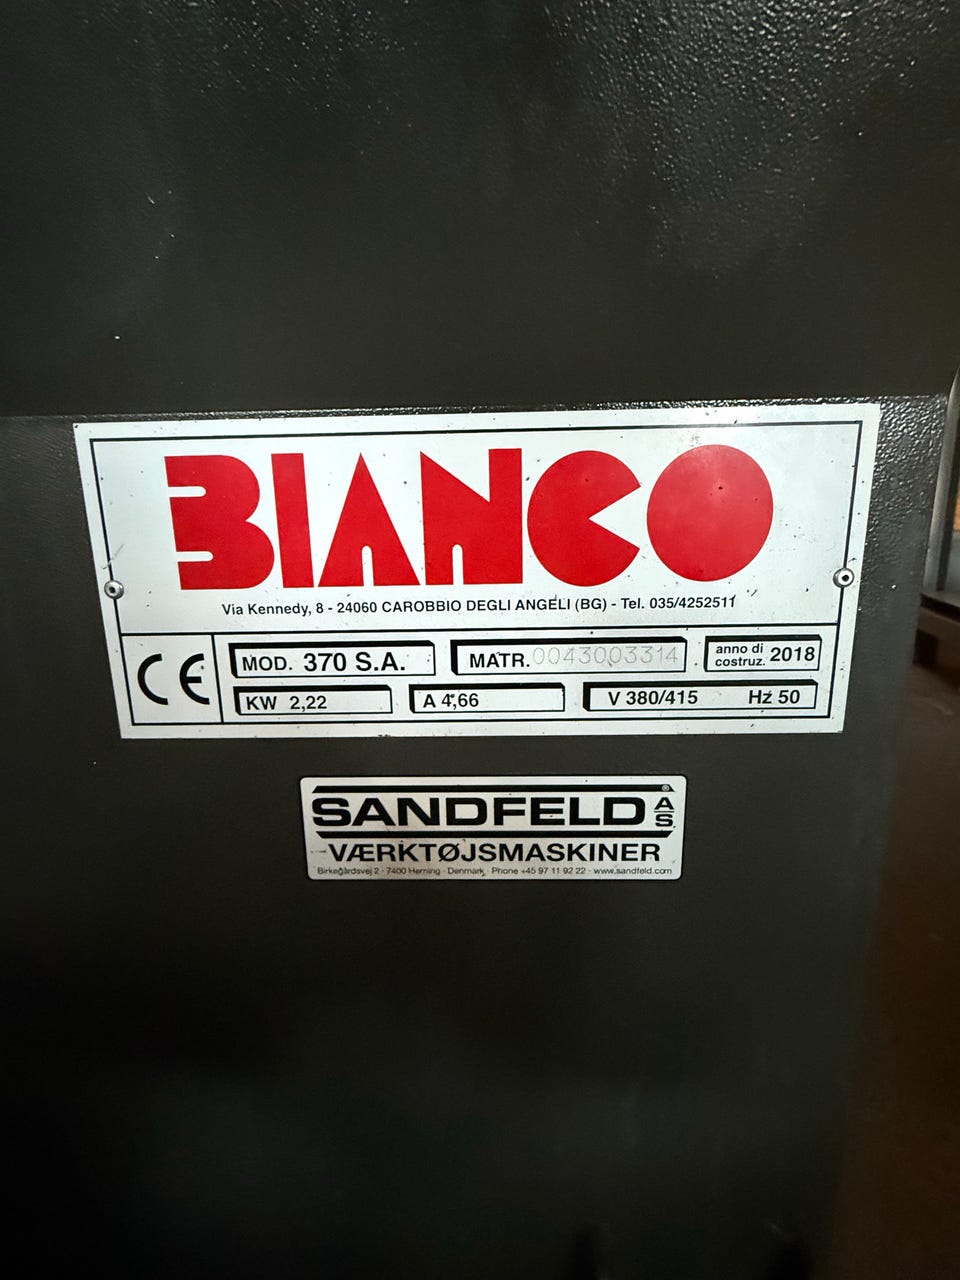 BIANCO
Via Kennedy, 8 - 24060 CAROBBIO DEGLI ANGELI (BG) - Tel. 035/4252511
CE MOD. 370 S.A. MATR. 0043003314 anno di costruz. 2018
KW 2,22 A 4,66 V 380/415 Hz 50
SANDFELD A/S ®
VÆRKTØJSMASKINER
Birkegårdsvej 2 · 7400 Herning · Denmark · Phone +45 97 11 92 22 · www.sandfeld.com